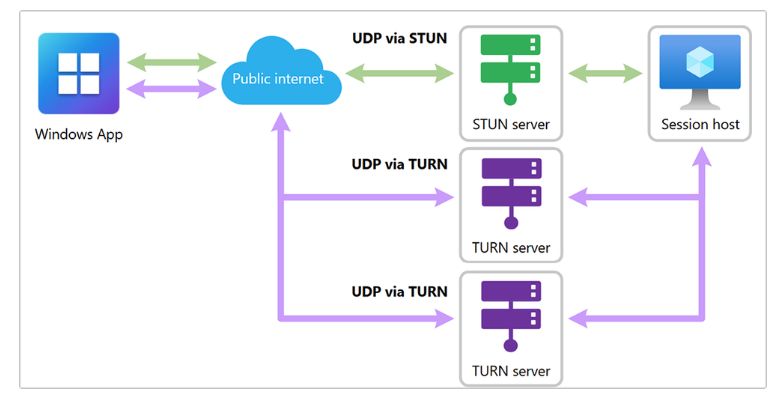 UDP via STUN
Public internet
Windows App
STUN server
Session host
UDP via TURN
TURN server
UDP via TURN
TURN server